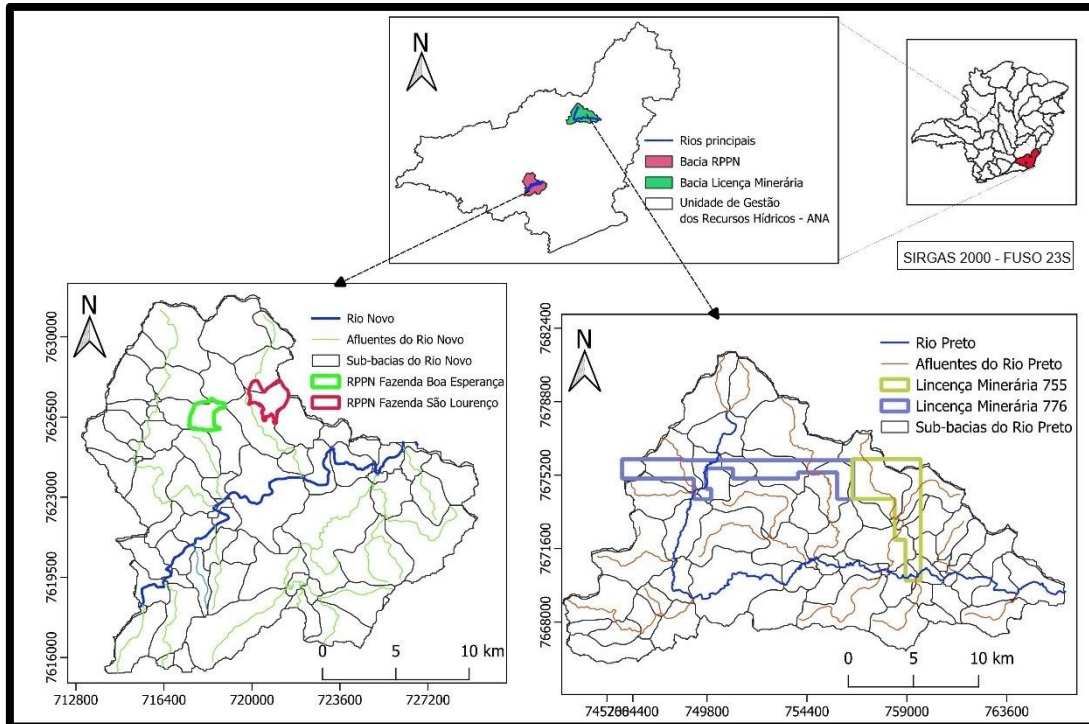 N
Rios principais
Bacia RPPN
Bacia Licença Minerária
Unidade de Gestão
dos Recursos Hídricos - ANA
SIRGAS 2000 - FUSO 23S
N
Rio Novo
Afluentes do Rio Novo
Sub-bacias do Rio Novo
RPPN Fazenda Boa Esperança
RPPN Fazenda São Lourenço
7630000
7626500
7623000
7619500
7616000
0 5 10 km
712800 716400 720000 723600 727200
N
Rio Preto
Afluentes do Rio Preto
Lincença Minerária 755
Lincença Minerária 776
Sub-bacias do Rio Preto
7682400
7678800
7675200
7671600
7668000
0 5 10 km
749800 754400 759000 763600